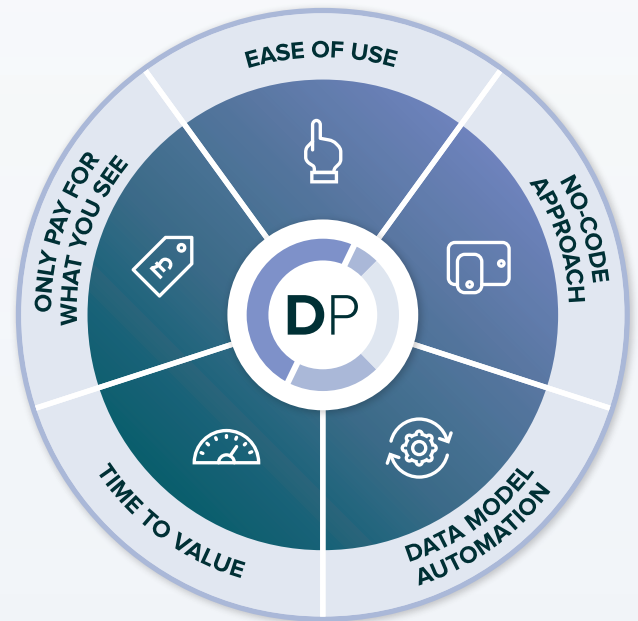 EASE OF USE
NO-CODE
APPROACH
DATA MODEL
AUTOMATION
TIME TO VALUE
ONLY PAY FOR
WHAT YOU SEE
£
DP